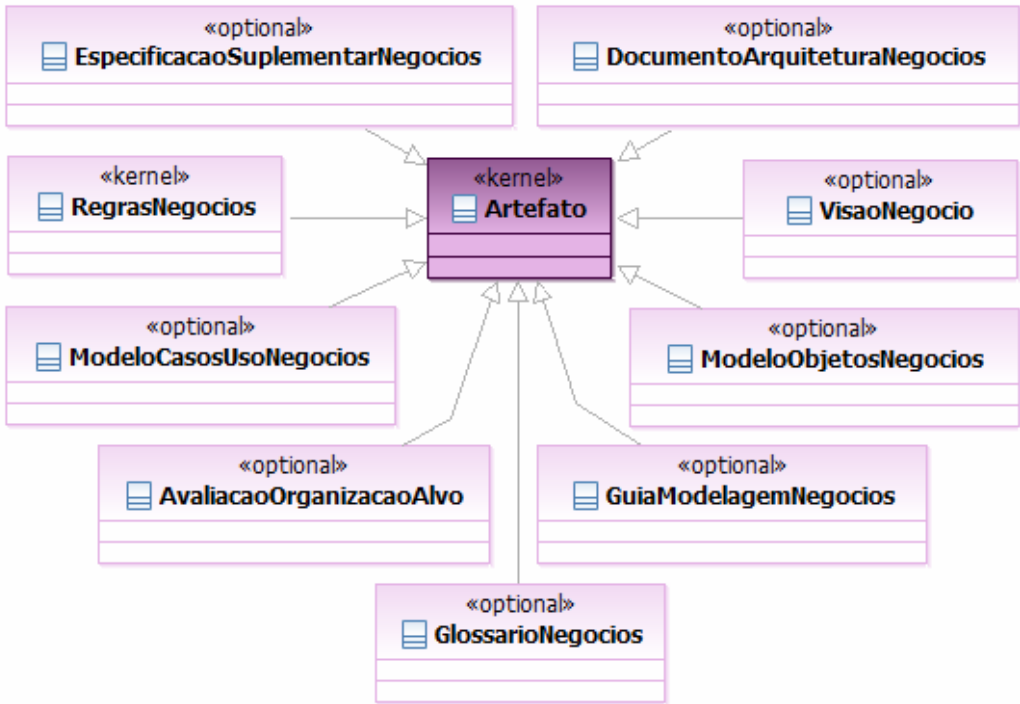 «optional»
EspecificacaoSuplementarNegocios
«optional»
DocumentoArquiteturaNegocios
«kernel»
RegrasNegocios
«kernel»
Artefato
«optional»
VisaoNegocio
«optional»
ModeloCasosUsoNegocios
«optional»
ModeloObjetosNegocios
«optional»
AvaliacaoOrganizacaoAlvo
«optional»
GuiaModelagemNegocios
«optional»
GlossarioNegocios